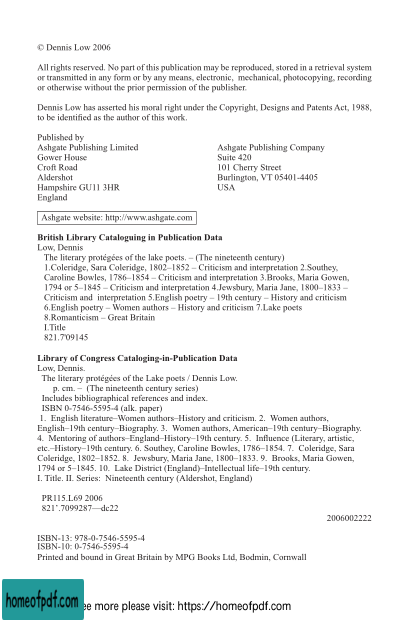 © Dennis Low 2006
All rights reserved. No part of this publication may be reproduced, stored in a retrieval system
or transmitted in any form or by any means, electronic, mechanical, photocopying, recording
or otherwise without the prior permission of the publisher.
Dennis Low has asserted his moral right under the Copyright, Designs and Patents Act, 1988,
to be identified as the author of this work.
Published by
Ashgate Publishing Limited
Gower House
Croft Road
Aldershot
Hampshire GU11 3HR
England
Ashgate Publishing Company
Suite 420
101 Cherry Street
Burlington, VT 05401-4405
USA
Ashgate website: http://www.ashgate.com
British Library Cataloguing in Publication Data
Low, Dennis
The literary protégées of the lake poets. – (The nineteenth century)
1.Coleridge, Sara Coleridge, 1802–1852 – Criticism and interpretation 2.Southey,
Caroline Bowles, 1786–1854 – Criticism and interpretation 3.Brooks, Maria Gowen,
1794 or 5–1845 – Criticism and interpretation 4.Jewsbury, Maria Jane, 1800–1833 –
Criticism and interpretation 5.English poetry – 19th century – History and criticism
6.English poetry – Women authors – History and criticism 7.Lake poets
8.Romanticism – Great Britain
I.Title
821.7'09145
Library of Congress Cataloging-in-Publication Data
Low, Dennis.
The literary protégées of the Lake poets / Dennis Low.
p. cm. – (The nineteenth century series)
Includes bibliographical references and index.
ISBN 0-7546-5595-4 (alk. paper)
1. English literature–Women authors–History and criticism. 2. Women authors,
English–19th century–Biography. 3. Women authors, American–19th century–Biography.
4. Mentoring of authors–England–History–19th century. 5. Influence (Literary, artistic,
etc.–History–19th century. 6. Southey, Caroline Bowles, 1786–1854. 7. Coleridge, Sara
Coleridge, 1802–1852. 8. Jewsbury, Maria Jane, 1800–1833. 9. Brooks, Maria Gowen,
1794 or 5–1845. 10. Lake District (England)–Intellectual life–19th century.
I. Title. II. Series: Nineteenth century (Aldershot, England)
PR115.L69 2006
821'.7099287—dc22
2006002222
ISBN-13: 978-0-7546-5595-4
ISBN-10: 0-7546-5595-4
Printed and bound in Great Britain by MPG Books Ltd, Bodmin, Cornwall
homeofpdf.com
ee more please visit: https://homeofpdf.com